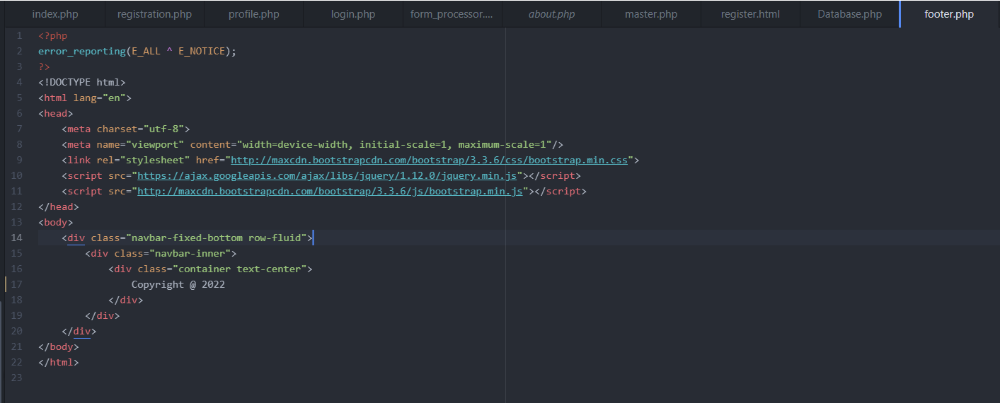 index.php registration.php profile.php login.php form_processor.... about.php master.php register.html Database.php footer.php
1 <?php
2 error_reporting(E_ALL ^ E_NOTICE);
3 ?>
4 <!DOCTYPE html>
5 <html lang="en">
6 <head>
7     <meta charset="utf-8">
8     <meta name="viewport" content="width=device-width, initial-scale=1, maximum-scale=1"/>
9     <link rel="stylesheet" href="http://maxcdn.bootstrapcdn.com/bootstrap/3.3.6/css/bootstrap.min.css">
10     <script src="https://ajax.googleapis.com/ajax/libs/jquery/1.12.0/jquery.min.js"></script>
11     <script src="http://maxcdn.bootstrapcdn.com/bootstrap/3.3.6/js/bootstrap.min.js"></script>
12 </head>
13 <body>
14     <div class="navbar-fixed-bottom row-fluid">
15         <div class="navbar-inner">
16             <div class="container text-center">
17                 Copyright @ 2022
18             </div>
19         </div>
20     </div>
21 </body>
22 </html>
23